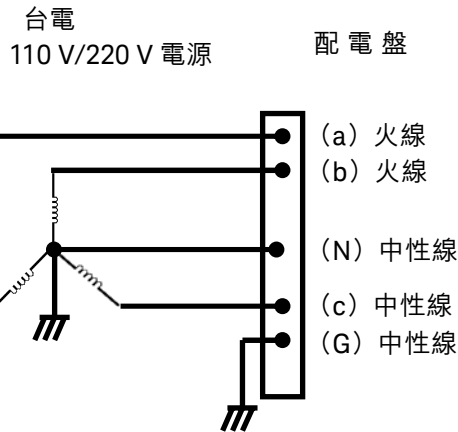 台電
110 V/220 V 電源
配電盤
（a）火線
（b）火線
（N）中性線
（c）中性線
（G）中性線